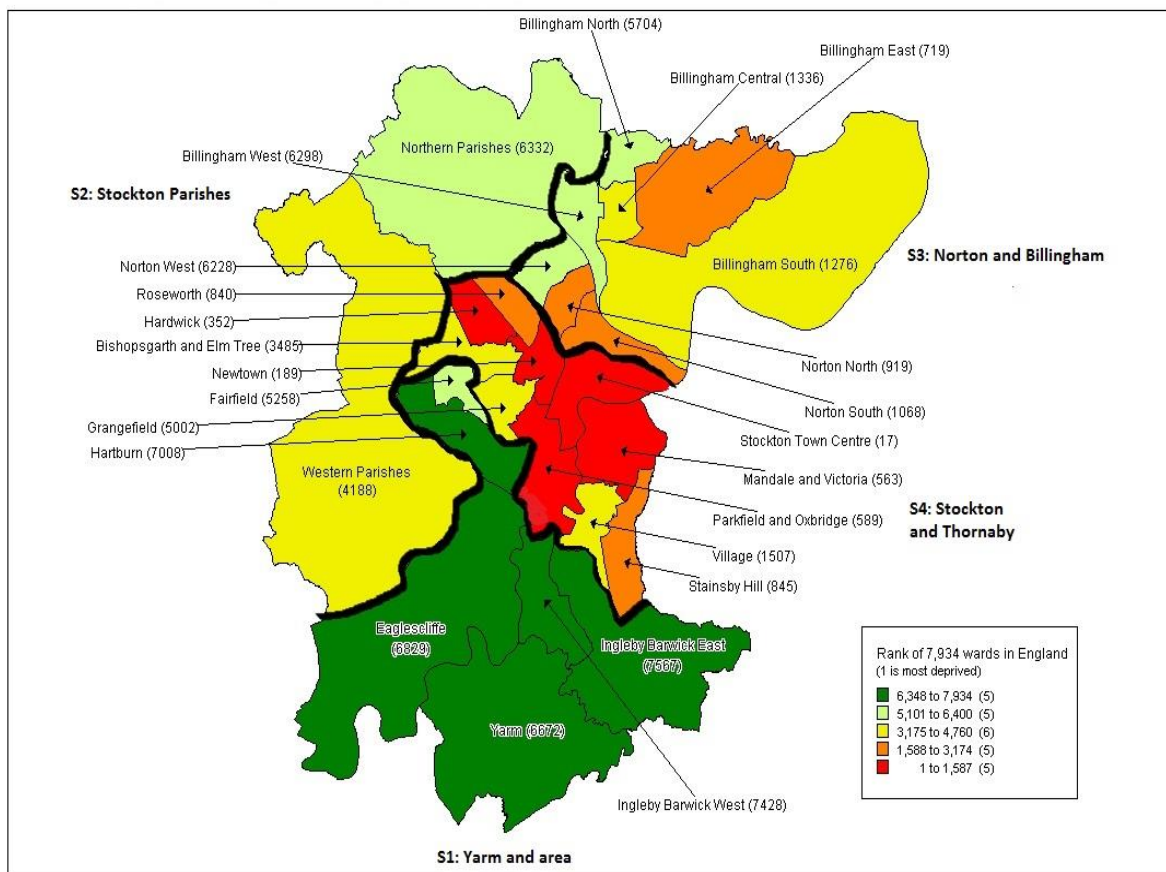 Billingham North (5704)
Billingham East (719)
Billingham Central (1336)
Northern Parishes (6332)
Billingham West (6298)
S2: Stockton Parishes
S3: Norton and Billingham
Norton West (6228)
Billingham South (1276)
Roseworth (840)
Hardwick (352)
Bishopsgarth and Elm Tree (3485)
Norton North (919)
Newtown (189)
Fairfield (5258)
Norton South (1068)
Grangefield (5002)
Stockton Town Centre (17)
Hartburn (7008)
Western Parishes
(4188)
Mandale and Victoria (563)
S4: Stockton
and Thornaby
Parkfield and Oxbridge (589)
Village (1507)
Stainsby Hill (845)
Eaglescliffe
(6829)
Ingleby Barwick East
(7567)
Yarm (6672)
Ingleby Barwick West (7428)
S1: Yarm and area
Rank of 7,934 wards in England
(1 is most deprived)
6,348 to 7,934 (5)
5,101 to 6,400 (5)
3,175 to 4,760 (6)
1,588 to 3,174 (5)
1 to 1,587 (5)